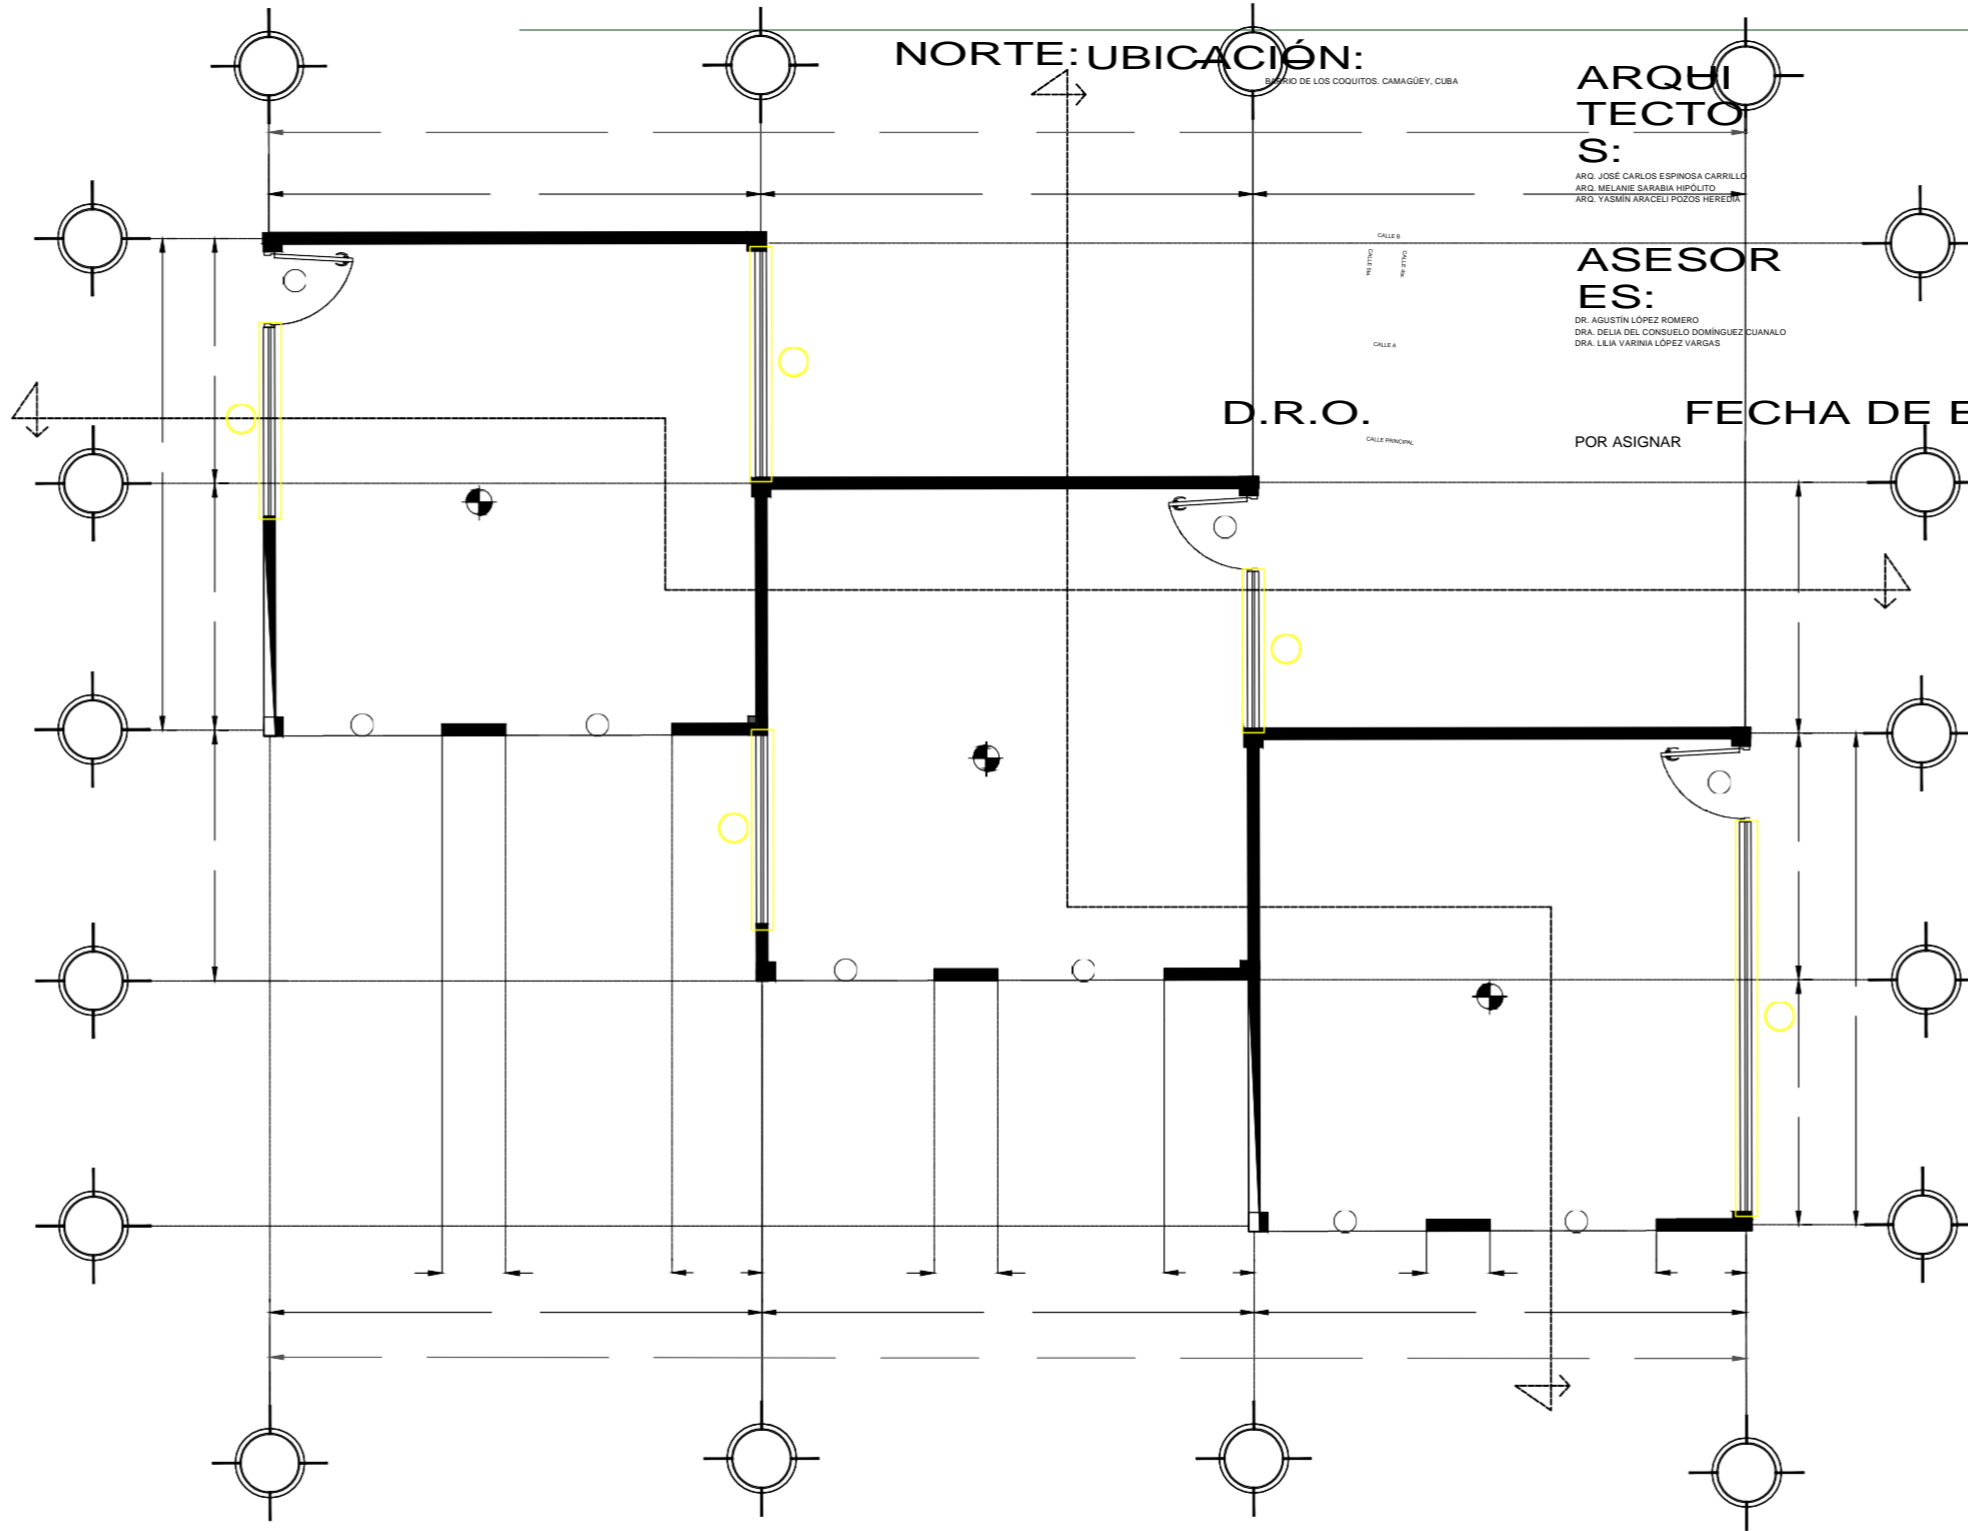 NORTE:
UBICACIÓN:
BARRIO DE LOS COQUITOS. CAMAGÜEY, CUBA
ARQUI
TECTO
S:
ARQ. JOSÉ CARLOS ESPINOSA CARRILLO
ARQ. MELANIE SARABIA HIPÓLITO
ARQ. YASMÍN ARACELI POZOS HEREDIA
CALLE B
CALLE 4ta.
ASESOR
ES:
DR. AGUSTÍN LÓPEZ ROMERO
DRA. DELIA DEL CONSUELO DOMÍNGUEZ CUANALO
DRA. LILIA VARINIA LÓPEZ VARGAS
CALLE A
D.R.O.
FECHA DE E
CALLE PRINCIPAL
POR ASIGNAR